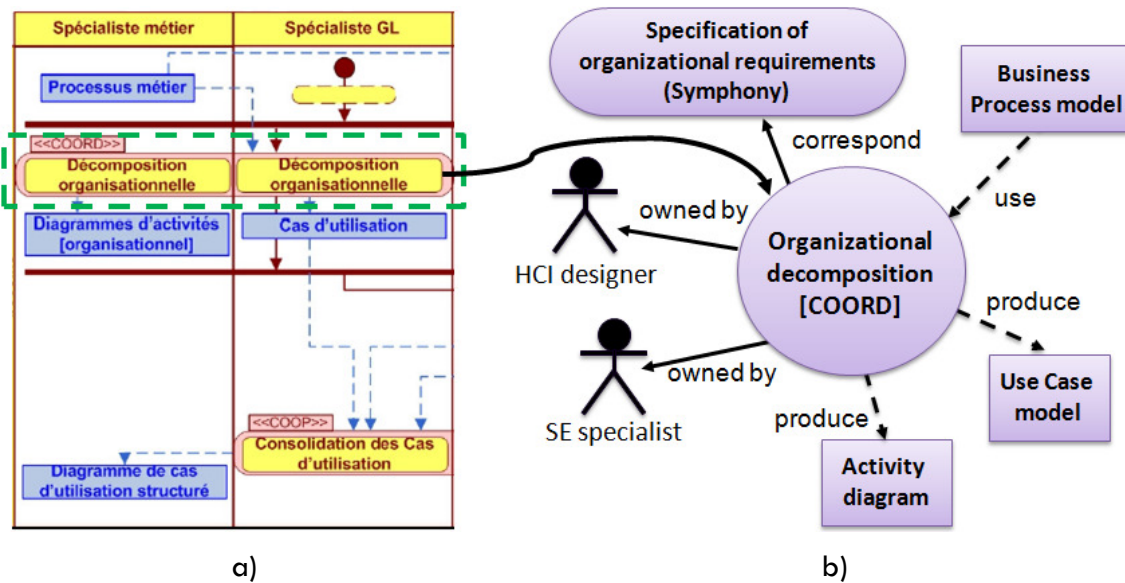 Spécialiste métier
Spécialiste GL
Processus métier
<<COORD>>
Décomposition
organisationnelle
Décomposition
organisationnelle
Diagrammes d'activités
[organisationnel]
Cas d'utilisation
<<COOP>>
Consolidation des Cas
d'utilisation
Diagramme de cas
d'utilisation structuré
a)
Specification of
organizational requirements
(Symphony)
Business
Process model
correspond
use
owned by
HCI designer
Organizational
decomposition
[COORD]
produce
owned by
SE specialist
Use Case
model
produce
Activity
diagram
b)